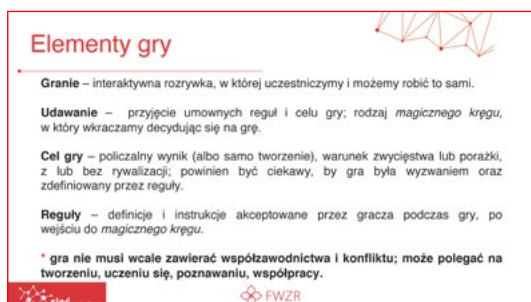 Elementy gry
Granie – interaktywna rozrywka, w której uczestniczymy i możemy robić to sami.
Udawanie – przyjęcie umownych reguł i celu gry; rodzaj magicznego kręgu,
w który wkraczamy decydując się na grę.
Cel gry – policzalny wynik (albo samo tworzenie), warunek zwycięstwa lub porażki,
z lub bez rywalizacji; powinien być ciekawy, by gra była wyzwaniem oraz
zdefiniowany przez reguły.
Reguły – definicje i instrukcje akceptowane przez gracza podczas gry, po
wejściu do magicznego kręgu.
* gra nie musi wcale zawierać współzawodnictwa i konfliktu; może polegać na
tworzeniu, uczeniu się, poznawaniu, współpracy.
FWZR